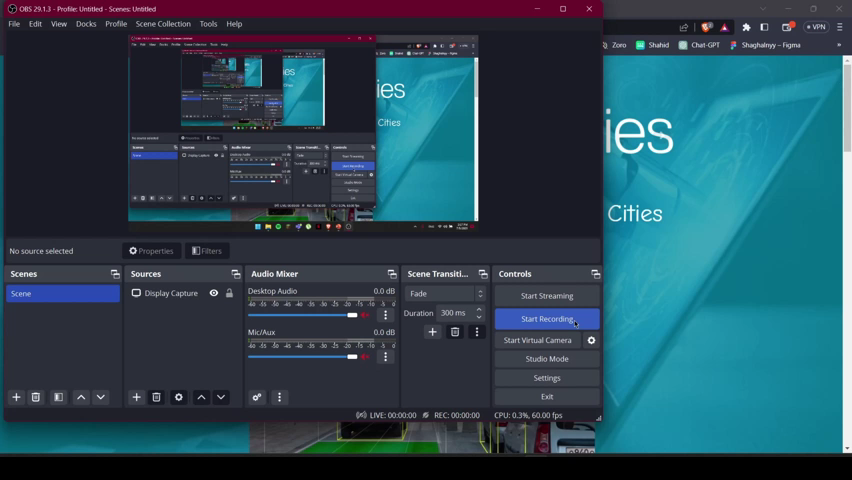 OBS 29.1.3 - Profile: Untitled - Scenes: Untitled
File Edit View Docks Profile Scene Collection Tools Help
VPN
Zoro Shahid Chat-GPT Shaghalnyy – Figma
ies
Cities
No source selected Properties Filters
Scenes Sources Audio Mixer Scene Transiti... Controls
Scene
Display Capture
Desktop Audio 0.0 dB
-60 -55 -50 -45 -40 -35 -30 -25 -20 -15 -10 -5 0
Mic/Aux 0.0 dB
-60 -55 -50 -45 -40 -35 -30 -25 -20 -15 -10 -5 0
Fade
Duration 300 ms
Start Streaming
Start Recording
Start Virtual Camera
Studio Mode
Settings
Exit
LIVE: 00:00:00 REC: 00:00:00 CPU: 0.3%, 60.00 fps